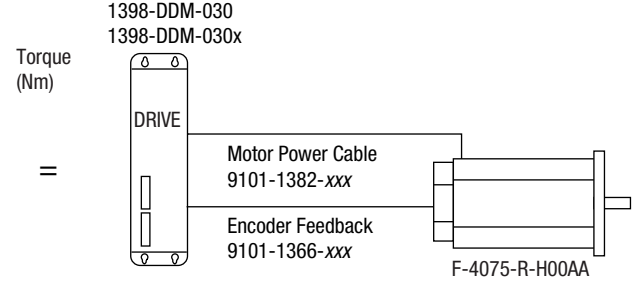 1398-DDM-030
1398-DDM-030x
Torque
(Nm)
DRIVE
=
Motor Power Cable
9101-1382-xxx
Encoder Feedback
9101-1366-xxx
F-4075-R-H00AA